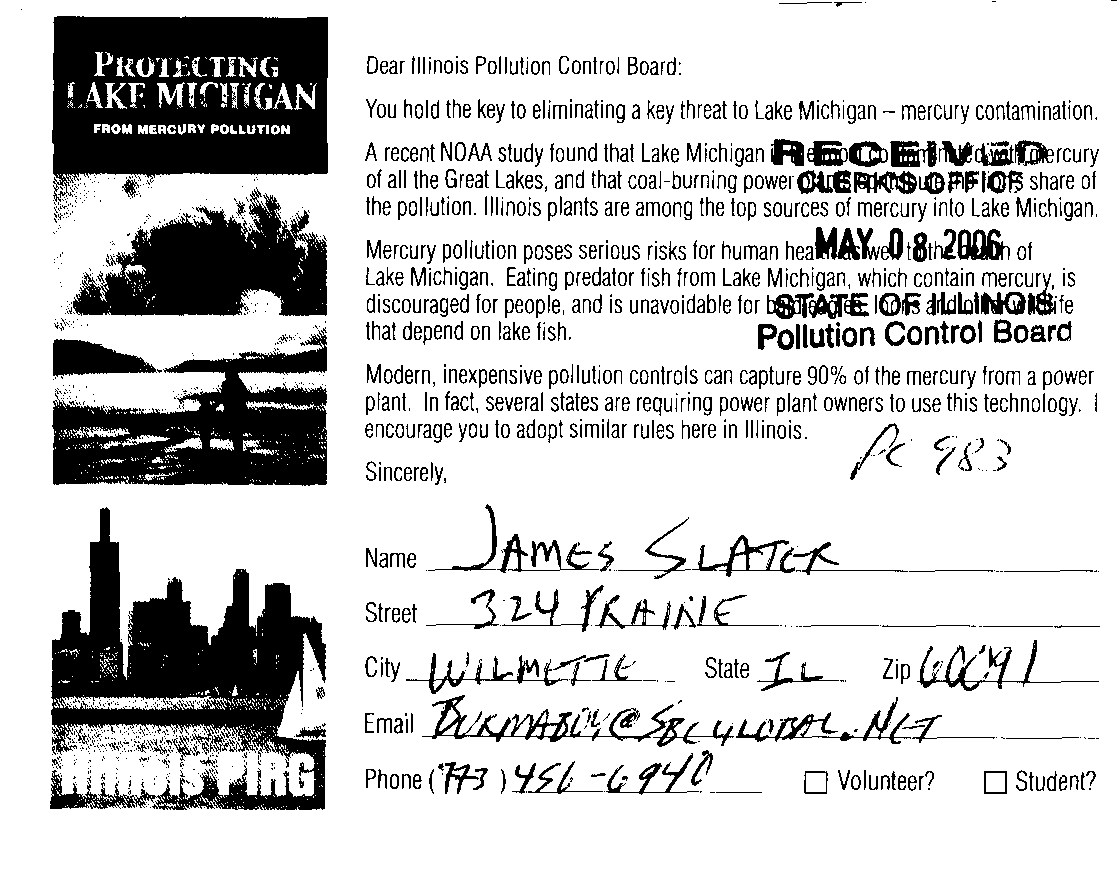 PROTECTING
LAKE MICHIGAN
FROM MERCURY POLLUTION
Illinois PIRG
Dear Illinois Pollution Control Board:
You hold the key to eliminating a key threat to Lake Michigan – mercury contamination.
A recent NOAA study found that Lake Michigan mercury
of all the Great Lakes, and that coal-burning power share of
the pollution. Illinois plants are among the top sources of mercury into Lake Michigan.
RECEIVED
CLERK'S OFFICE
MAY 08 2006
STATE OF ILLINOIS
Pollution Control Board
Mercury pollution poses serious risks for human of
Lake Michigan. Eating predator fish from Lake Michigan, which contain mercury, is
discouraged for people, and is unavoidable for
that depend on lake fish.
Modern, inexpensive pollution controls can capture 90% of the mercury from a power
plant. In fact, several states are requiring power plant owners to use this technology. I
encourage you to adopt similar rules here in Illinois.
PC 983
Sincerely,
Name JAMES SLATER
Street 324 PRAIRIE
City WILMETTE State IL Zip 60091
Email @SBCGLOBAL.NET
Phone (773) 456-6940 Volunteer? Student?